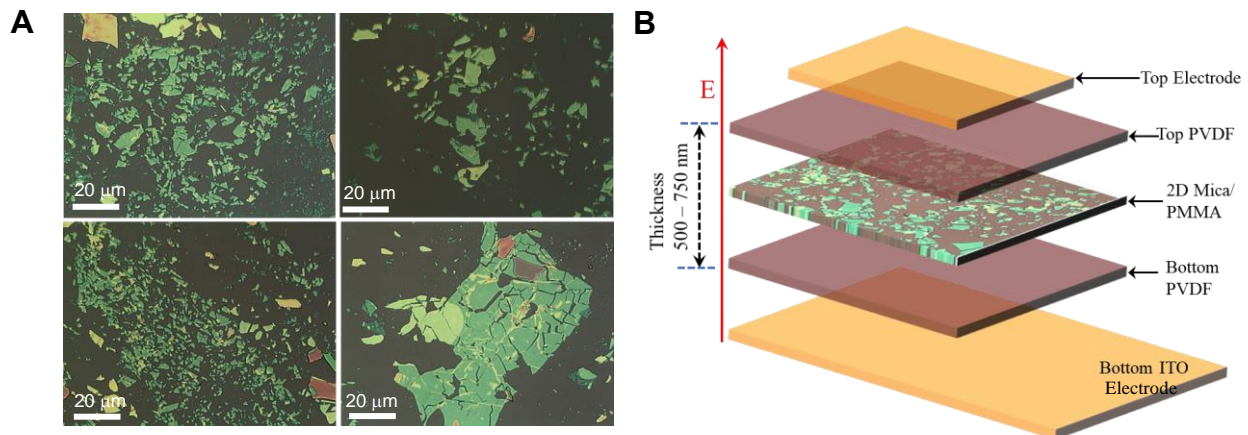 A
20 μm
20 μm
20 μm
20 μm
B
E
Thickness
500 – 750 nm
Top Electrode
Top PVDF
2D Mica/
PMMA
Bottom
PVDF
Bottom ITO
Electrode